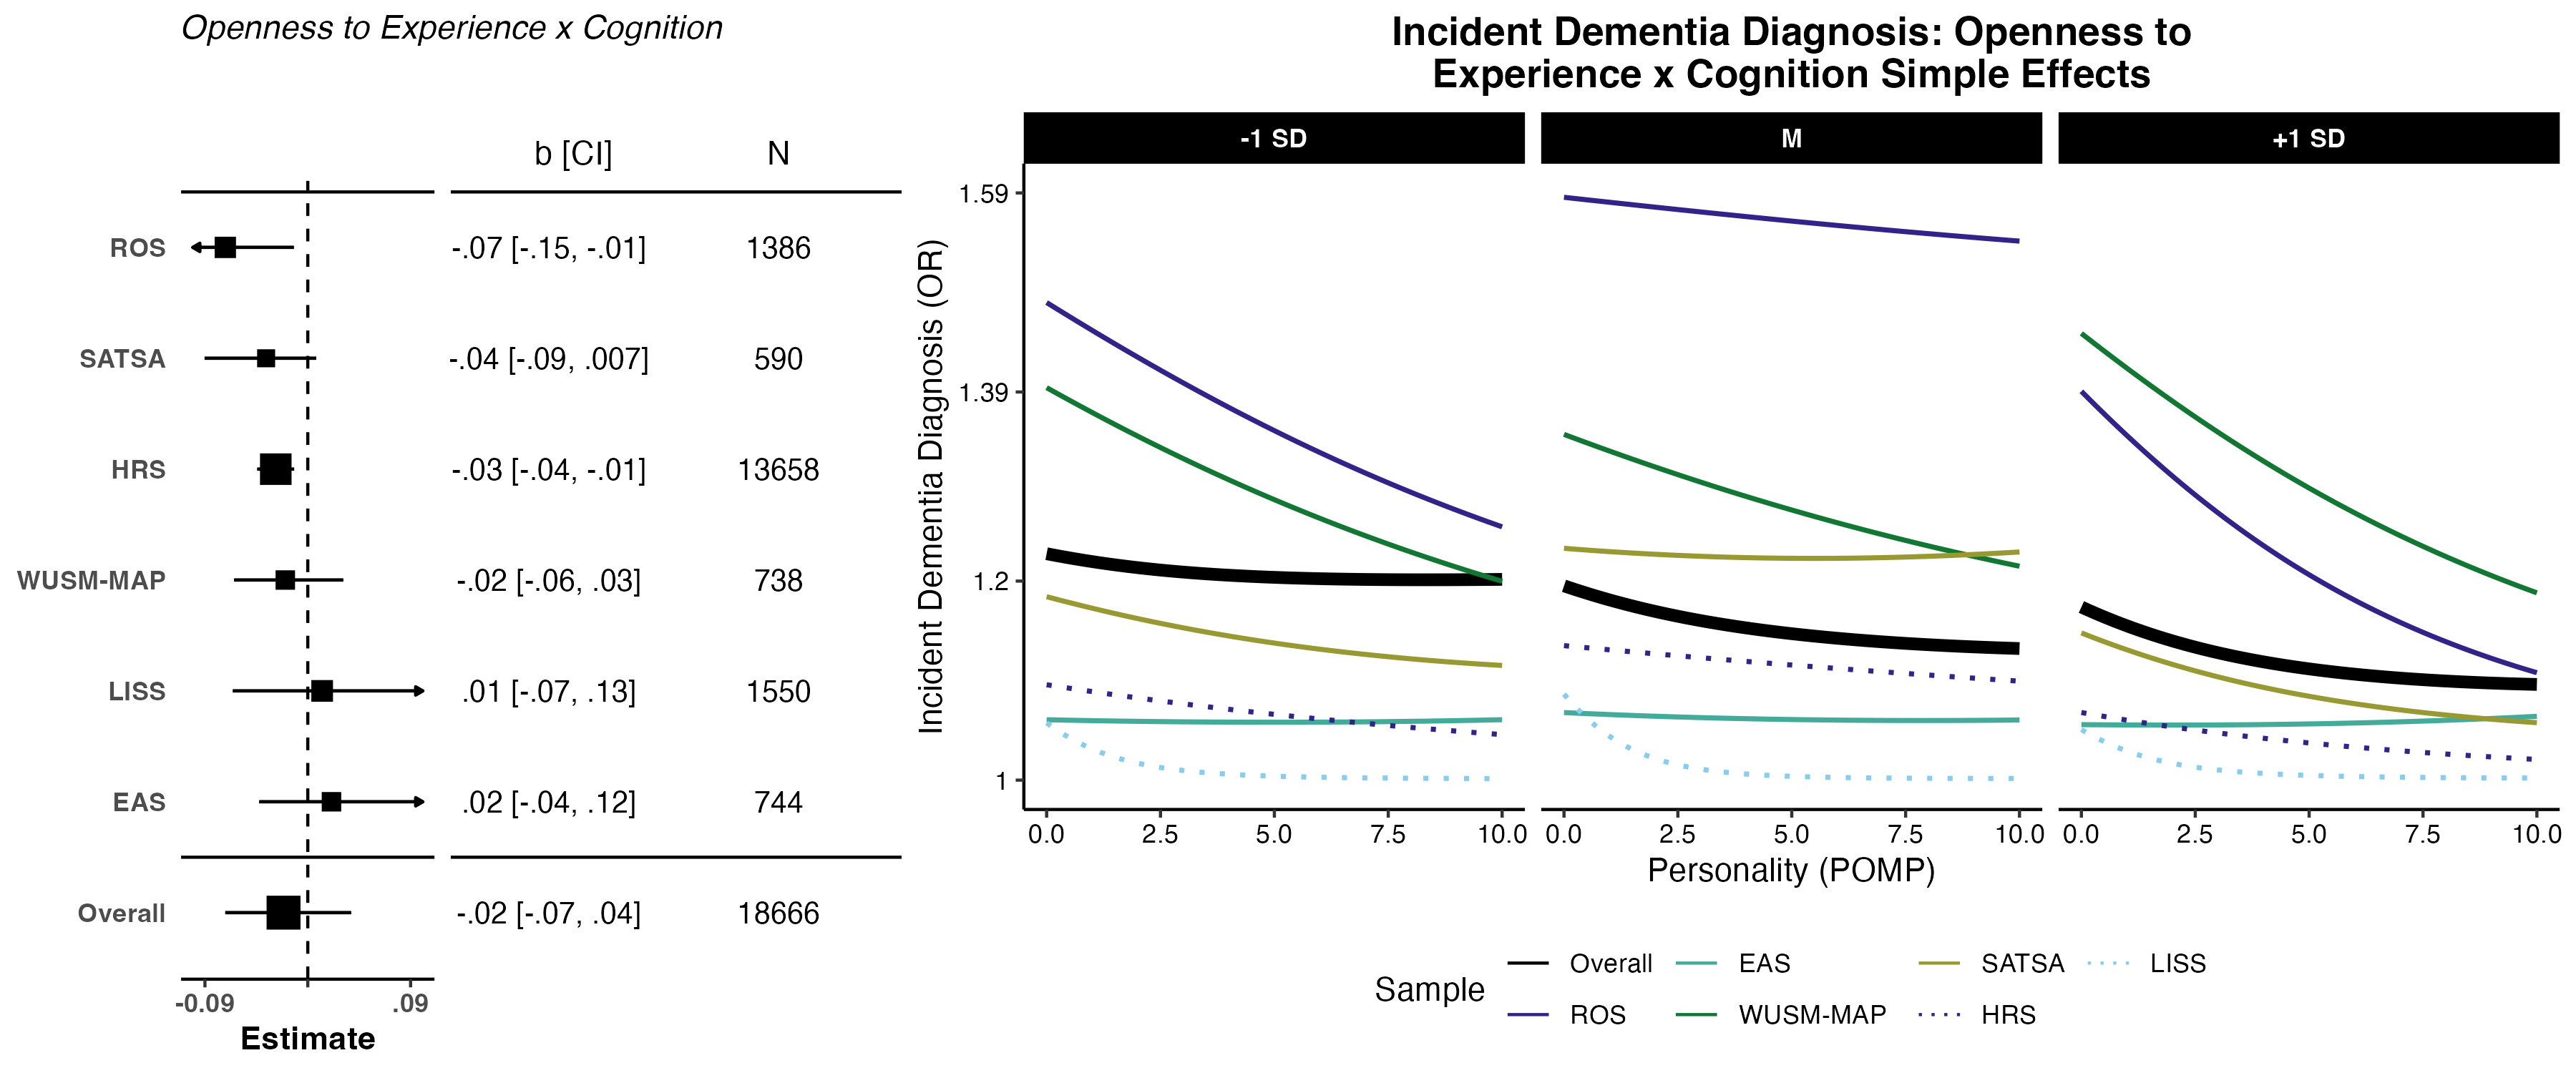 Openness to Experience x Cognition
b [CI] N
ROS -.07 [-.15, -.01] 1386
SATSA -.04 [-.09, .007] 590
HRS -.03 [-.04, -.01] 13658
WUSM-MAP -.02 [-.06, .03] 738
LISS .01 [-.07, .13] 1550
EAS .02 [-.04, .12] 744
Overall -.02 [-.07, .04] 18666
-0.09 .09
Estimate
Incident Dementia Diagnosis: Openness to
Experience x Cognition Simple Effects
-1 SD M +1 SD
Incident Dementia Diagnosis (OR)
1.59
1.39
1.2
1
0.0 2.5 5.0 7.5 10.0 0.0 2.5 5.0 7.5 10.0 0.0 2.5 5.0 7.5 10.0
Personality (POMP)
Sample
Overall EAS SATSA LISS
ROS WUSM-MAP HRS